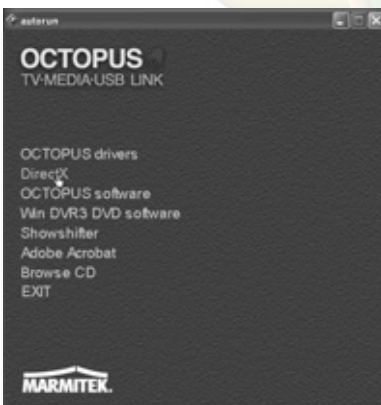 autorun
OCTOPUS
TV-MEDIA-USB LINK
OCTOPUS drivers
DirectX
OCTOPUS software
Win DVR3 DVD software
Showshifter
Adobe Acrobat
Browse CD
EXIT
MARMITEK.